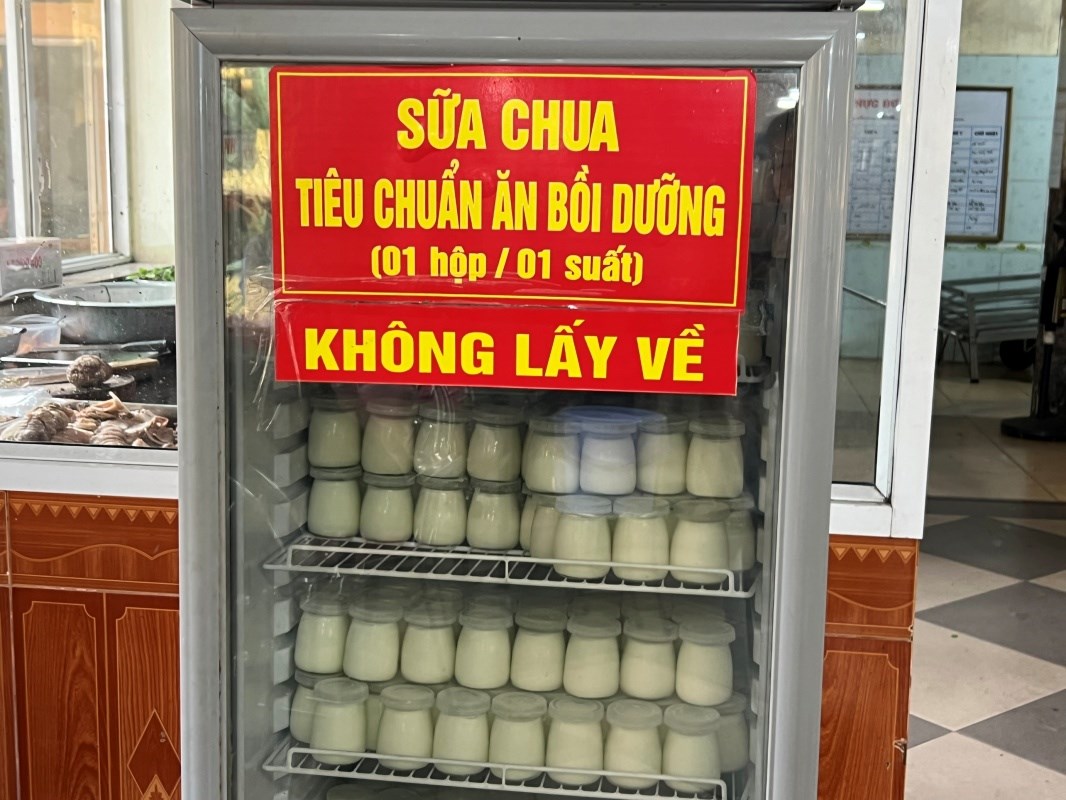 SỮA CHUA
TIÊU CHUẨN ĂN BỒI DƯỠNG
(01 hộp / 01 suất)
KHÔNG LẤY VỀ